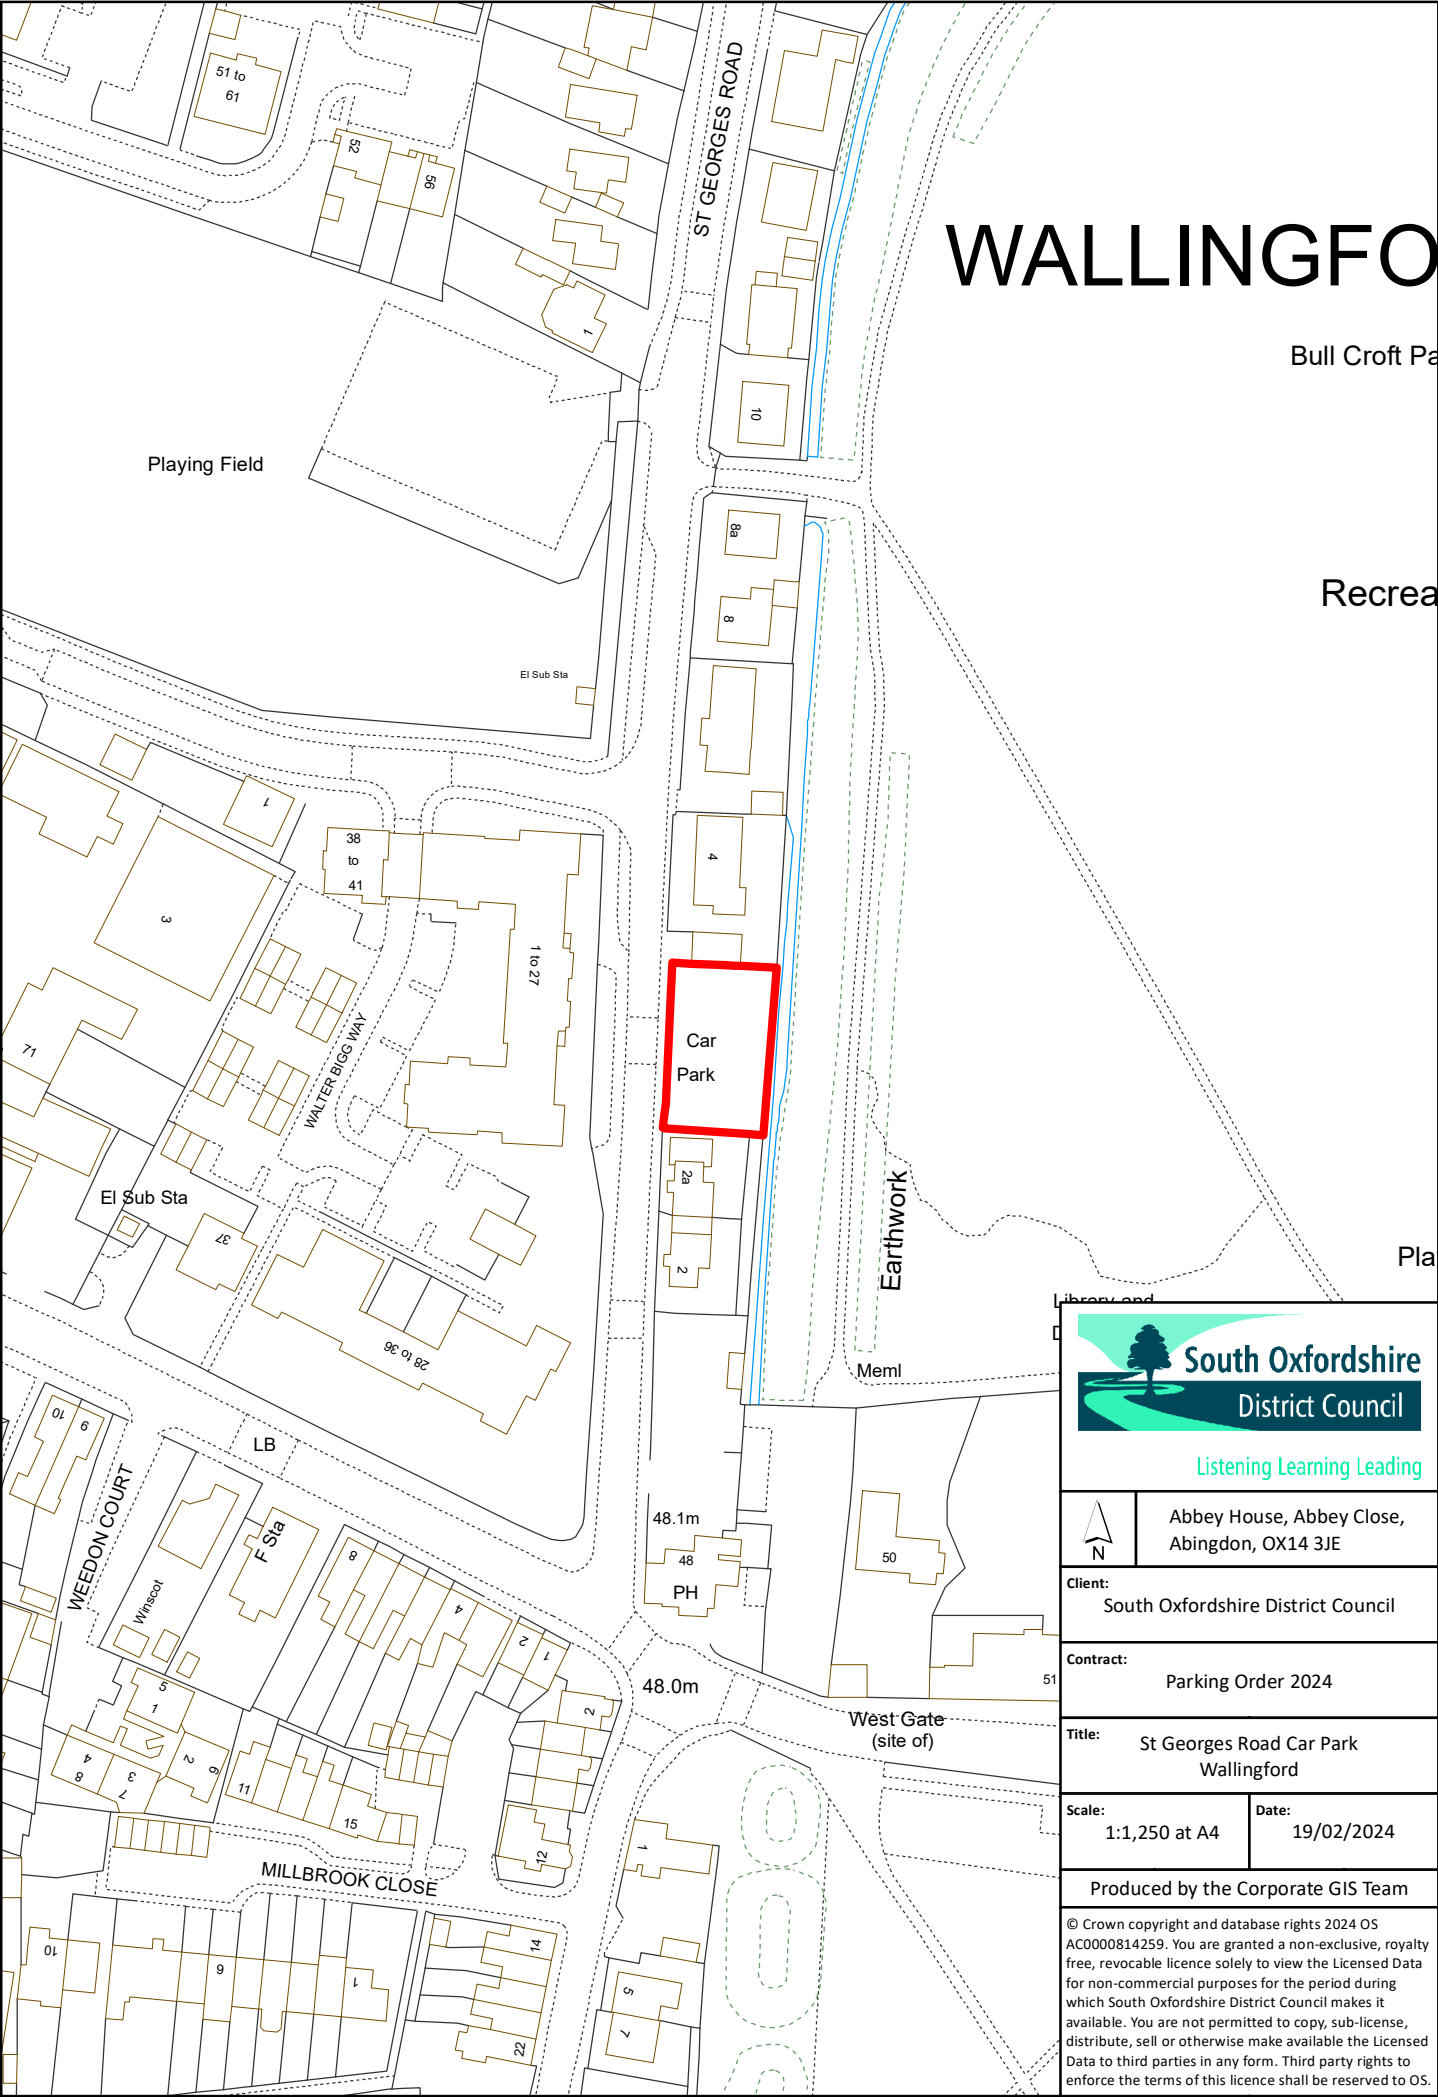 51 to
61
52
56
ST GEORGES ROAD
1
10
WALLINGFO
Bull Croft Pa
Playing Field
8a
8
Recrea
El Sub Sta
1
38
to
41
4
3
1 to 27
71
WALTER BIGG WAY
Car
Park
2a
2
El Sub Sta
37
Earthwork
28 to 36
Pla
Library and
Meml
10
9
LB
WEEDON COURT
Winscot
F Sta
8
4
2
1
48.1m
48
PH
50
51
48.0m
West Gate
(site of)
5
1
2
6
4
8
3
7
2
11
15
12
1
MILLBROOK CLOSE
10
9
1
14
22
5
7
South Oxfordshire
District Council
Listening Learning Leading
N
Abbey House, Abbey Close,
Abingdon, OX14 3JE
Client:
South Oxfordshire District Council
Contract:
Parking Order 2024
Title:
St Georges Road Car Park
Wallingford
Scale:
1:1,250 at A4
Date:
19/02/2024
Produced by the Corporate GIS Team
© Crown copyright and database rights 2024 OS
AC0000814259. You are granted a non-exclusive, royalty
free, revocable licence solely to view the Licensed Data
for non-commercial purposes for the period during
which South Oxfordshire District Council makes it
available. You are not permitted to copy, sub-license,
distribute, sell or otherwise make available the Licensed
Data to third parties in any form. Third party rights to
enforce the terms of this licence shall be reserved to OS.